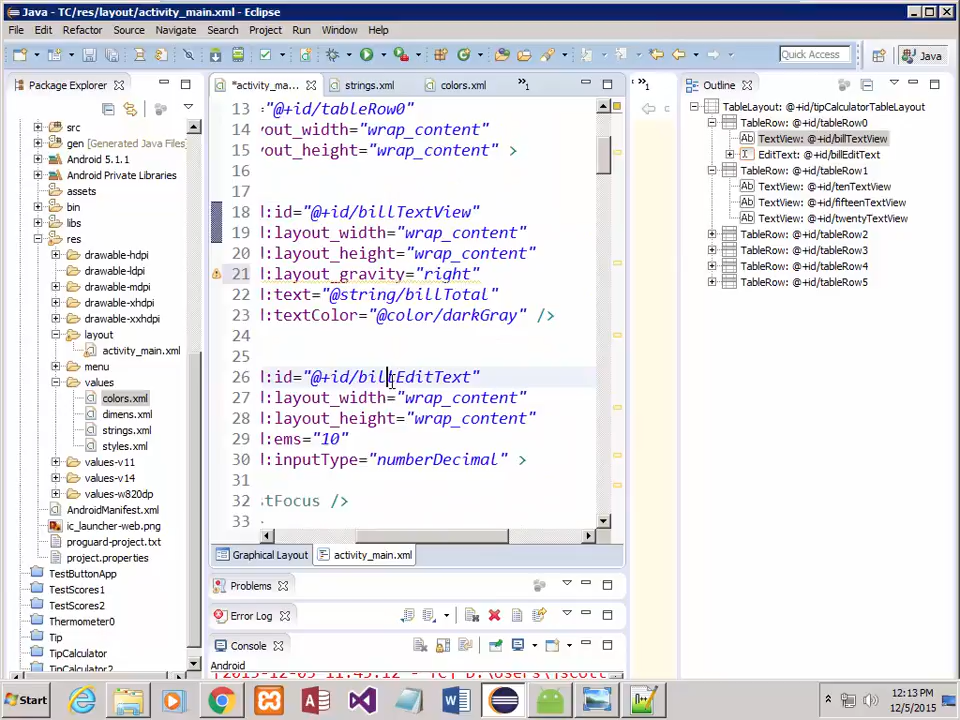 Java - TC/res/layout/activity_main.xml - Eclipse
File Edit Refactor Source Navigate Search Project Run Window Help
Quick Access
Java
Package Explorer
src
gen [Generated Java Files]
Android 5.1.1
Android Private Libraries
assets
bin
libs
res
drawable-hdpi
drawable-ldpi
drawable-mdpi
drawable-xhdpi
drawable-xxhdpi
layout
activity_main.xml
menu
values
colors.xml
dimens.xml
strings.xml
styles.xml
values-v11
values-v14
values-w820dp
AndroidManifest.xml
ic_launcher-web.png
proguard-project.txt
project.properties
TestButtonApp
TestScores1
TestScores2
Thermometer0
Tip
TipCalculator
TipCalculator2
*activity_ma... strings.xml colors.xml »1
13 ="@+id/tableRow0"
14 yout_width="wrap_content"
15 yout_height="wrap_content" >
16
17
18 l:id="@+id/billTextView"
19 l:layout_width="wrap_content"
20 l:layout_height="wrap_content"
21 l:layout_gravity="right"
22 l:text="@string/billTotal"
23 l:textColor="@color/darkGray" />
24
25
26 l:id="@+id/billEditText"
27 l:layout_width="wrap_content"
28 l:layout_height="wrap_content"
29 l:ems="10"
30 l:inputType="numberDecimal" >
31
32 stFocus />
33
Graphical Layout activity_main.xml
Problems
Error Log
Console
Android
»1
Outline
TableLayout: @+id/tipCalculatorTableLayout
TableRow: @+id/tableRow0
TextView: @+id/billTextView
EditText: @+id/billEditText
TableRow: @+id/tableRow1
TextView: @+id/tenTextView
TextView: @+id/fifteenTextView
TextView: @+id/twentyTextView
TableRow: @+id/tableRow2
TableRow: @+id/tableRow3
TableRow: @+id/tableRow4
TableRow: @+id/tableRow5
Start
12:13 PM
12/5/2015